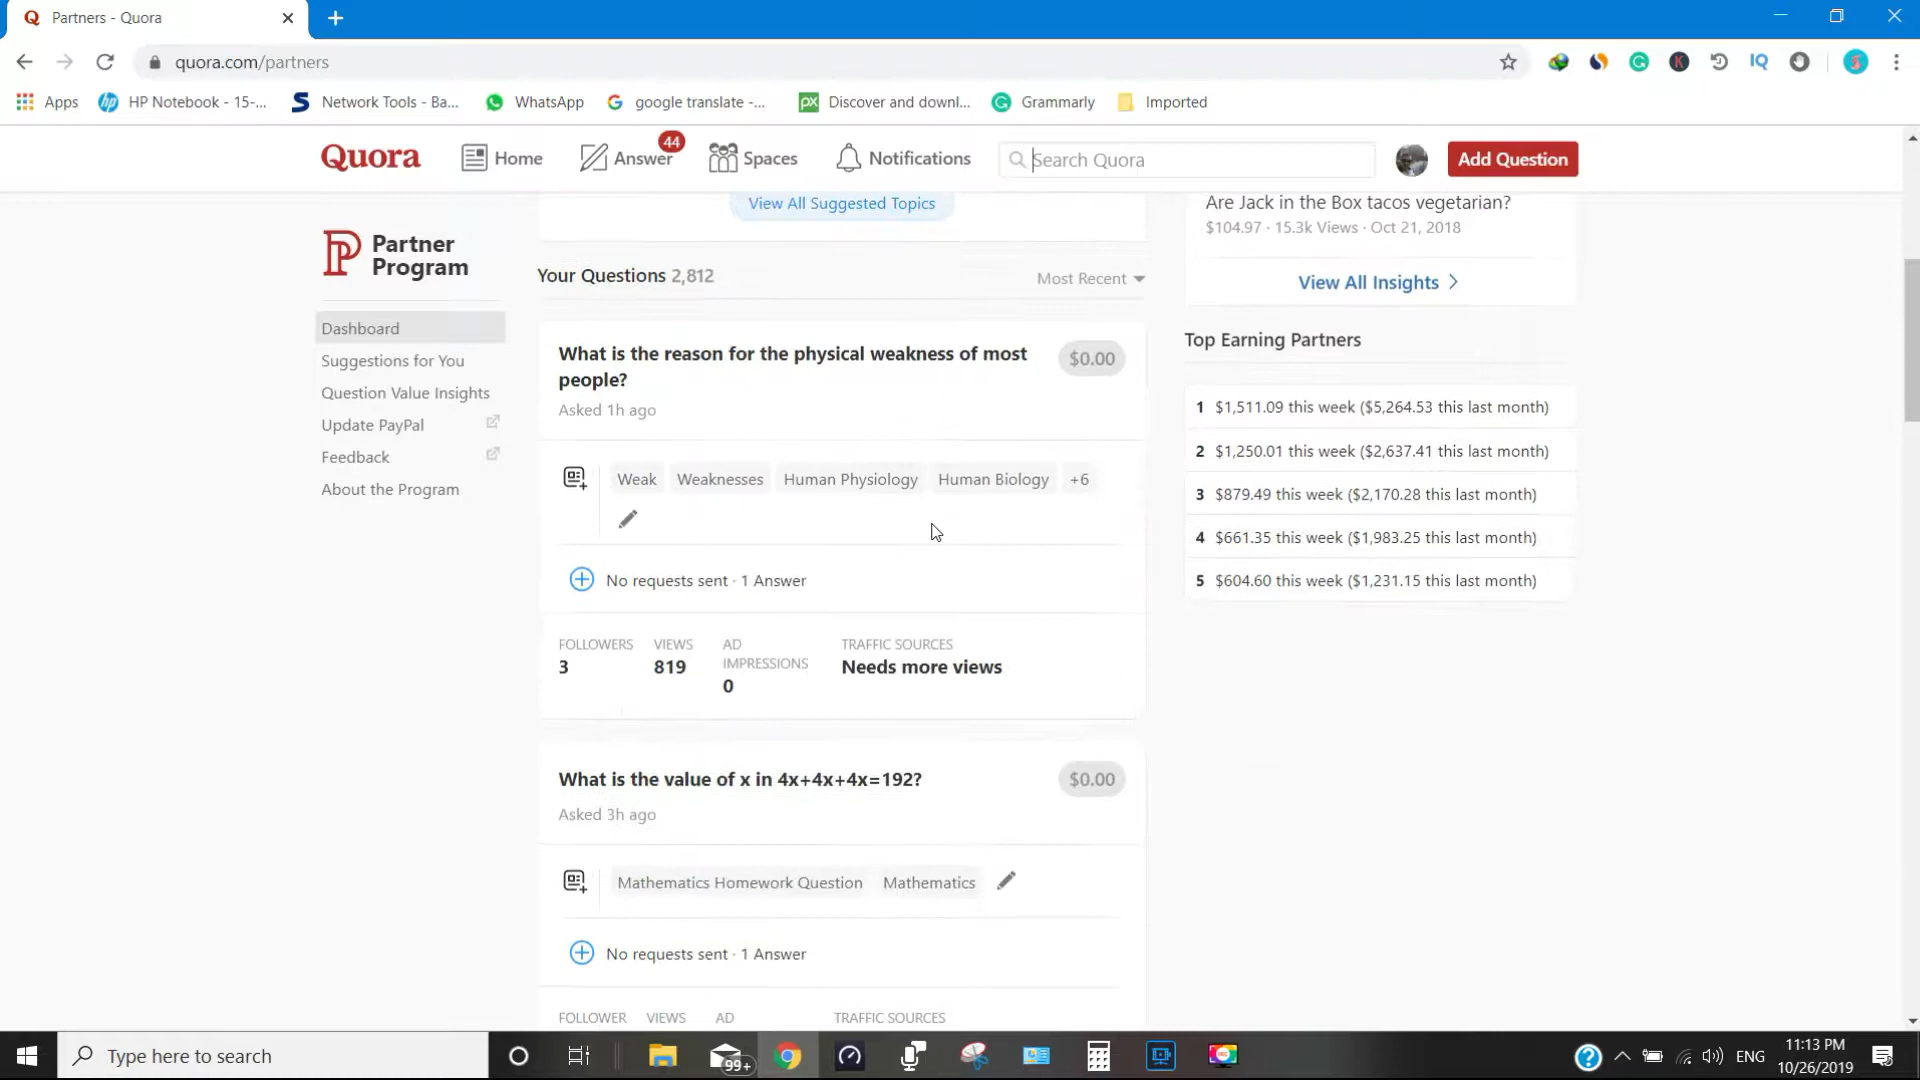 Partners - Quora
quora.com/partners
Apps
HP Notebook - 15-...
Network Tools - Ba...
WhatsApp
google translate -...
Discover and downl...
Grammarly
Imported
Quora
Home
Answer
44
Spaces
Notifications
Search Quora
Add Question
Partner
Program
Dashboard
Suggestions for You
Question Value Insights
Update PayPal
Feedback
About the Program
View All Suggested Topics
Your Questions 2,812
Most Recent
What is the reason for the physical weakness of most
people?
$0.00
Asked 1h ago
Weak Weaknesses Human Physiology Human Biology +6
No requests sent · 1 Answer
FOLLOWERS
3
VIEWS
819
AD
IMPRESSIONS
0
TRAFFIC SOURCES
Needs more views
What is the value of x in 4x+4x+4x=192?
$0.00
Asked 3h ago
Mathematics Homework Question Mathematics
No requests sent · 1 Answer
FOLLOWER VIEWS AD TRAFFIC SOURCES
Are Jack in the Box tacos vegetarian?
$104.97 · 15.3k Views · Oct 21, 2018
View All Insights
Top Earning Partners
1 $1,511.09 this week ($5,264.53 this last month)
2 $1,250.01 this week ($2,637.41 this last month)
3 $879.49 this week ($2,170.28 this last month)
4 $661.35 this week ($1,983.25 this last month)
5 $604.60 this week ($1,231.15 this last month)
Type here to search
99+
ENG
11:13 PM
10/26/2019